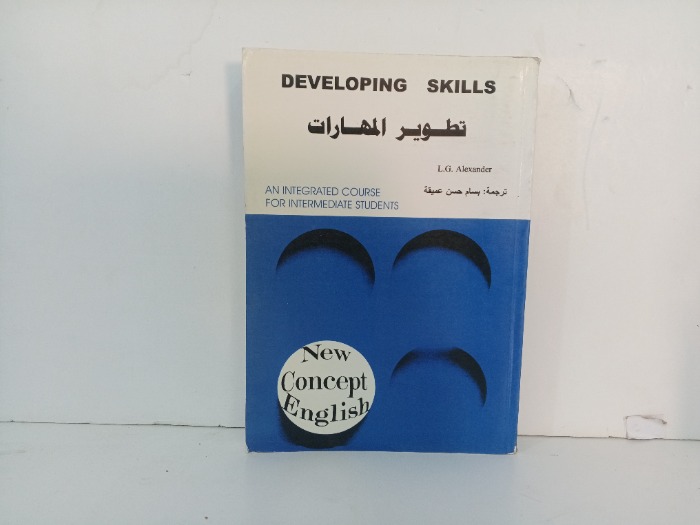 DEVELOPING SKILLS
تطوير المهارات
L.G. Alexander
AN INTEGRATED COURSE
FOR INTERMEDIATE STUDENTS
ترجمة: بسام حسن عميقة
New
Concept
English